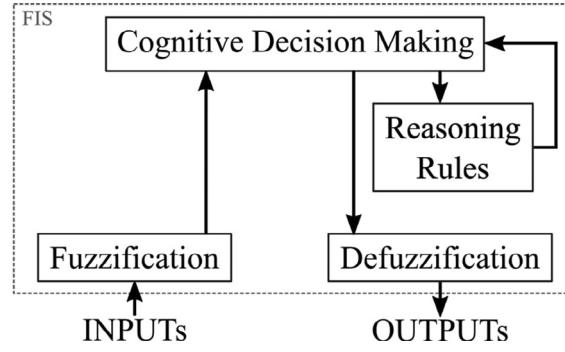 FIS
Cognitive Decision Making
Reasoning
Rules
Fuzzification
Defuzzification
INPUTs
OUTPUTs